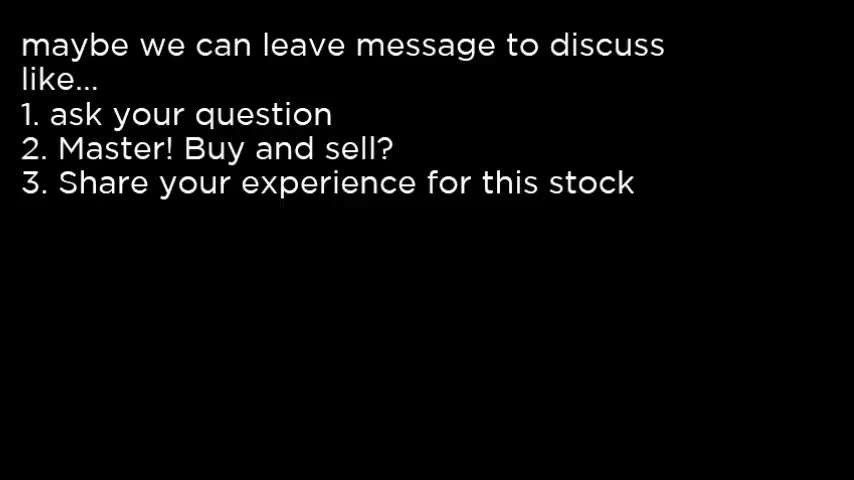 maybe we can leave message to discuss
like...
1. ask your question
2. Master! Buy and sell?
3. Share your experience for this stock